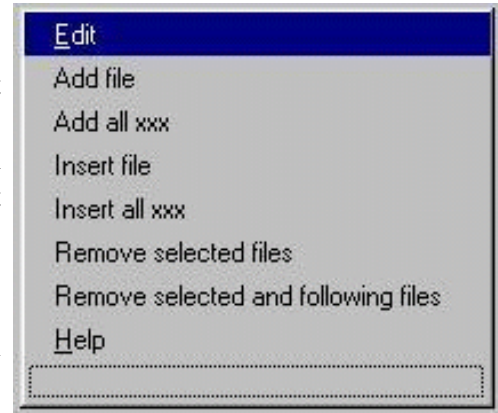 Edit
Add file
Add all xxx
Insert file
Insert all xxx
Remove selected files
Remove selected and following files
Help